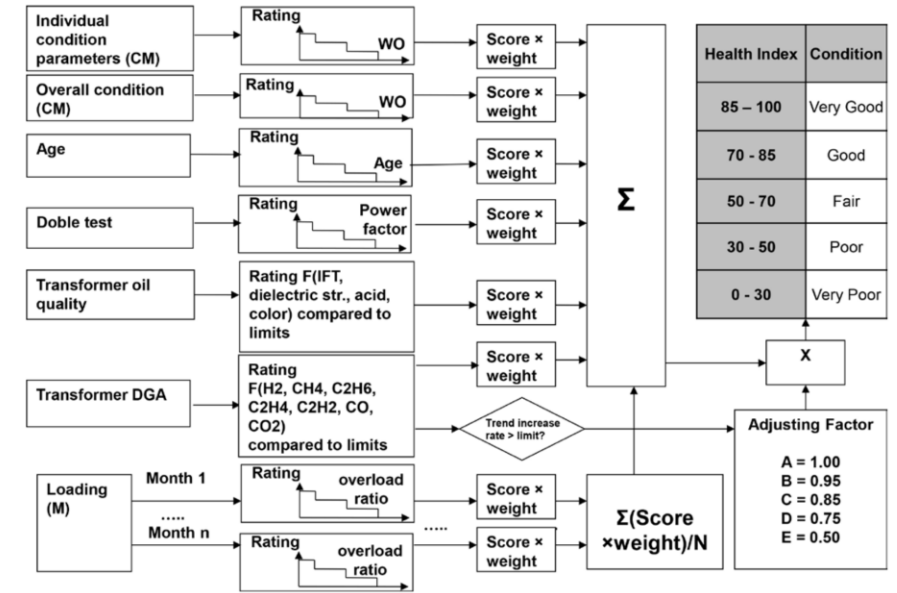 Individual
condition
parameters (CM)
Rating
WO
Score ×
weight
Overall condition
(CM)
Rating
WO
Score ×
weight
Age
Rating
Age
Score ×
weight
Doble test
Rating
Power
factor
Score ×
weight
Transformer oil
quality
Rating F(IFT,
dielectric str., acid,
color) compared to
limits
Score ×
weight
Transformer DGA
Rating
F(H2, CH4, C2H6,
C2H4, C2H2, CO,
CO2)
compared to limits
Score ×
weight
Trend increase
rate > limit?
Loading
(M)
Month 1
.....
Month n
Rating
overload
ratio
Score ×
weight
.....
Rating
overload
ratio
Score ×
weight
Σ(Score
×weight)/N
Σ
Health Index Condition
85 – 100 Very Good
70 - 85 Good
50 - 70 Fair
30 - 50 Poor
0 - 30 Very Poor
X
Adjusting Factor
A = 1.00
B = 0.95
C = 0.85
D = 0.75
E = 0.50